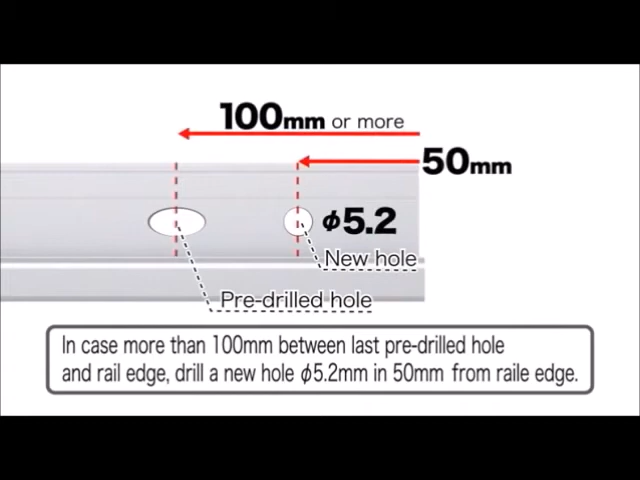 100mm or more
50mm
φ5.2
New hole
Pre-drilled hole
In case more than 100mm between last pre-drilled hole
and rail edge, drill a new hole φ5.2mm in 50mm from raile edge.